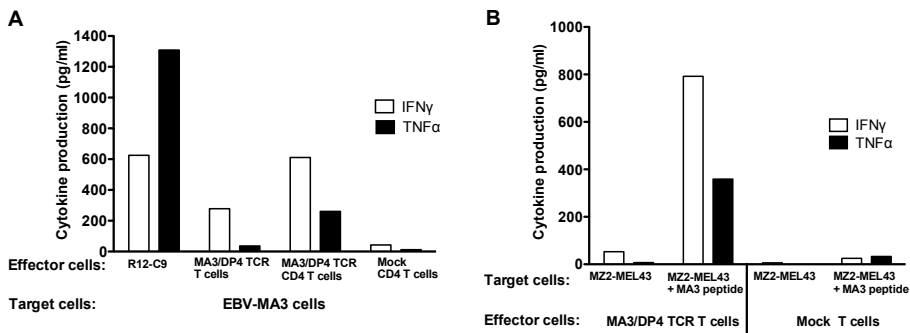 A
Cytokine production (pg/ml)
1400
1200
1000
800
600
400
200
0
IFNγ
TNFα
Effector cells:
R12-C9
MA3/DP4 TCR
T cells
MA3/DP4 TCR
CD4 T cells
Mock
CD4 T cells
Target cells:
EBV-MA3 cells
B
Cytokine production (pg/ml)
1000
800
600
400
200
0
IFNγ
TNFα
Target cells:
MZ2-MEL43
MZ2-MEL43
+ MA3 peptide
MZ2-MEL43
MZ2-MEL43
+ MA3 peptide
Effector cells:
MA3/DP4 TCR T cells
Mock T cells